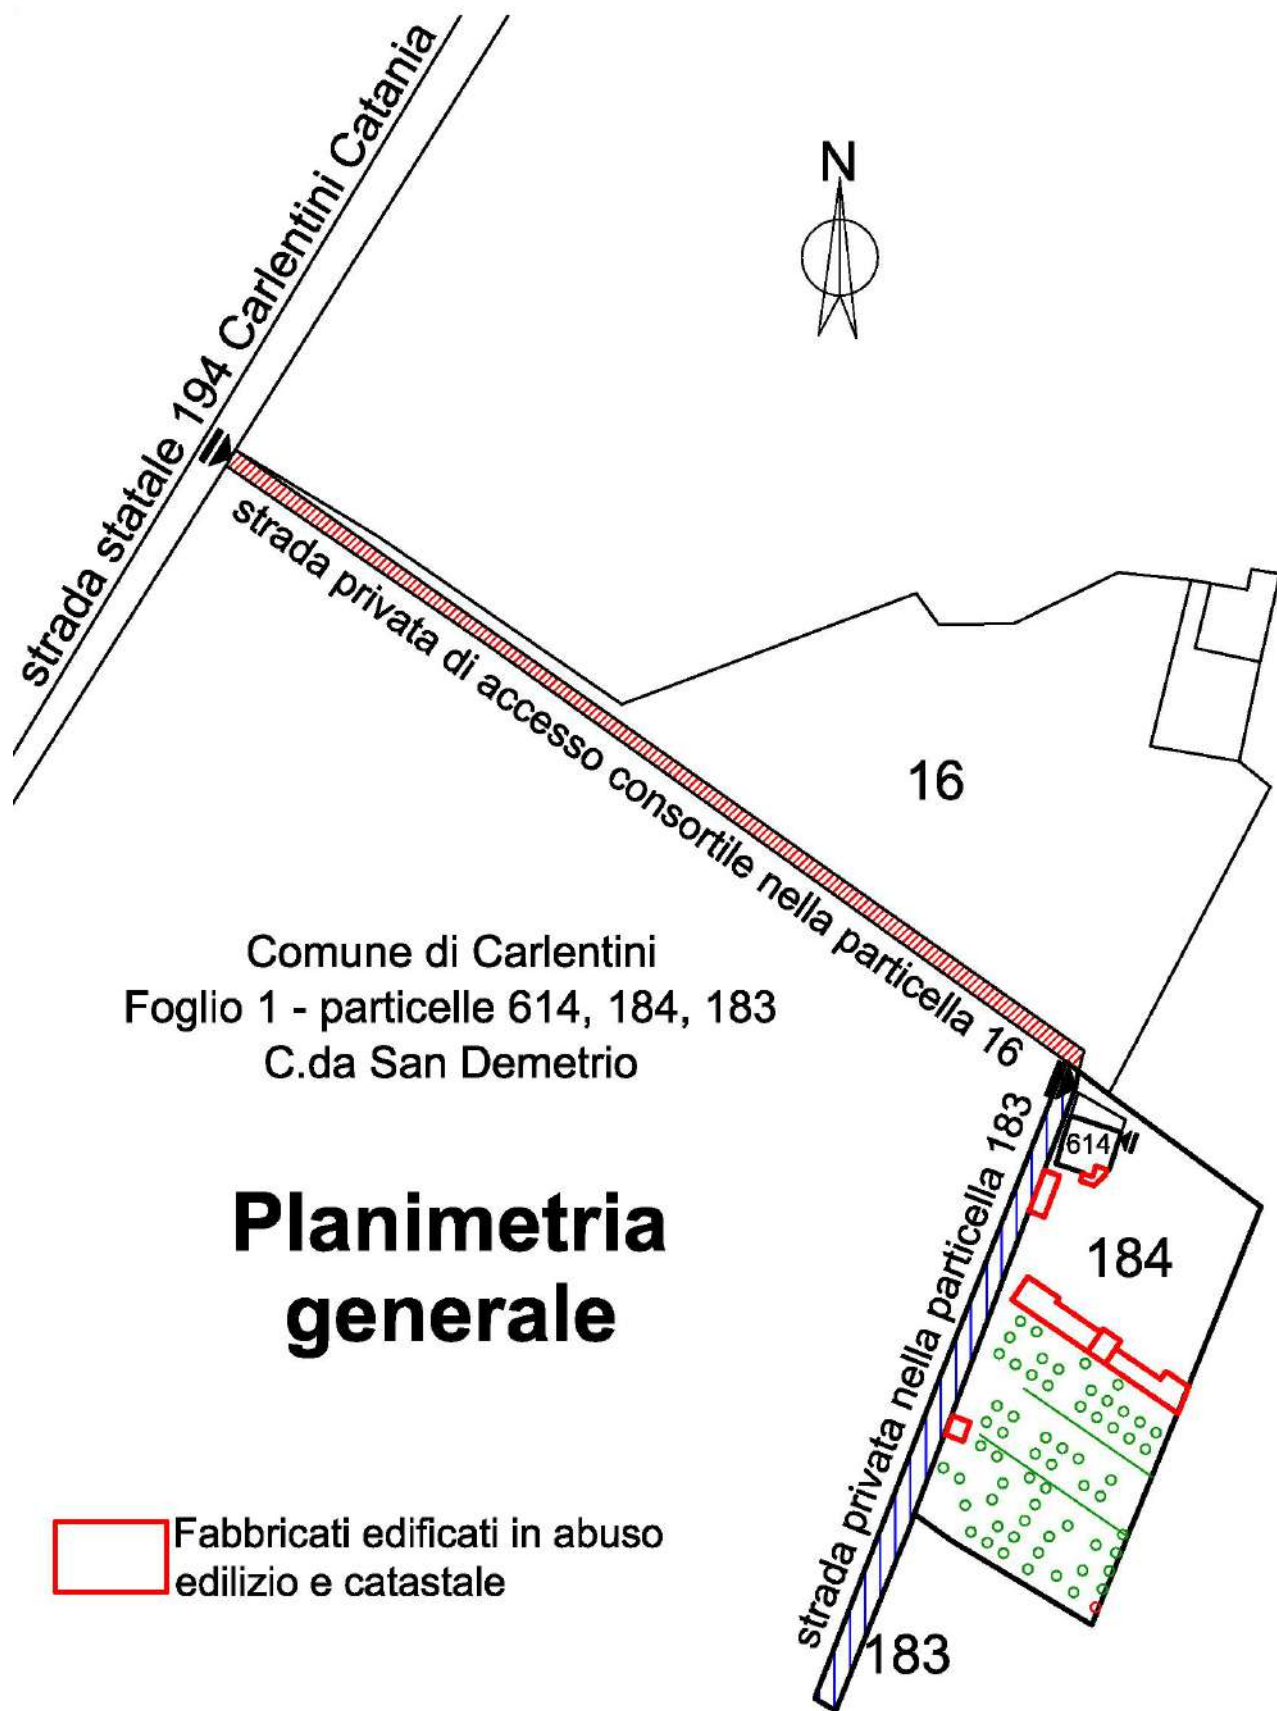 strada statale 194 Carlentini Catania
N
strada privata di accesso consortile nella particella 16
16
Comune di Carlentini
Foglio 1 - particelle 614, 184, 183
C.da San Demetrio
614
strada privata nella particella 183
184
Planimetria
generale
Fabbricati edificati in abuso
edilizio e catastale
183